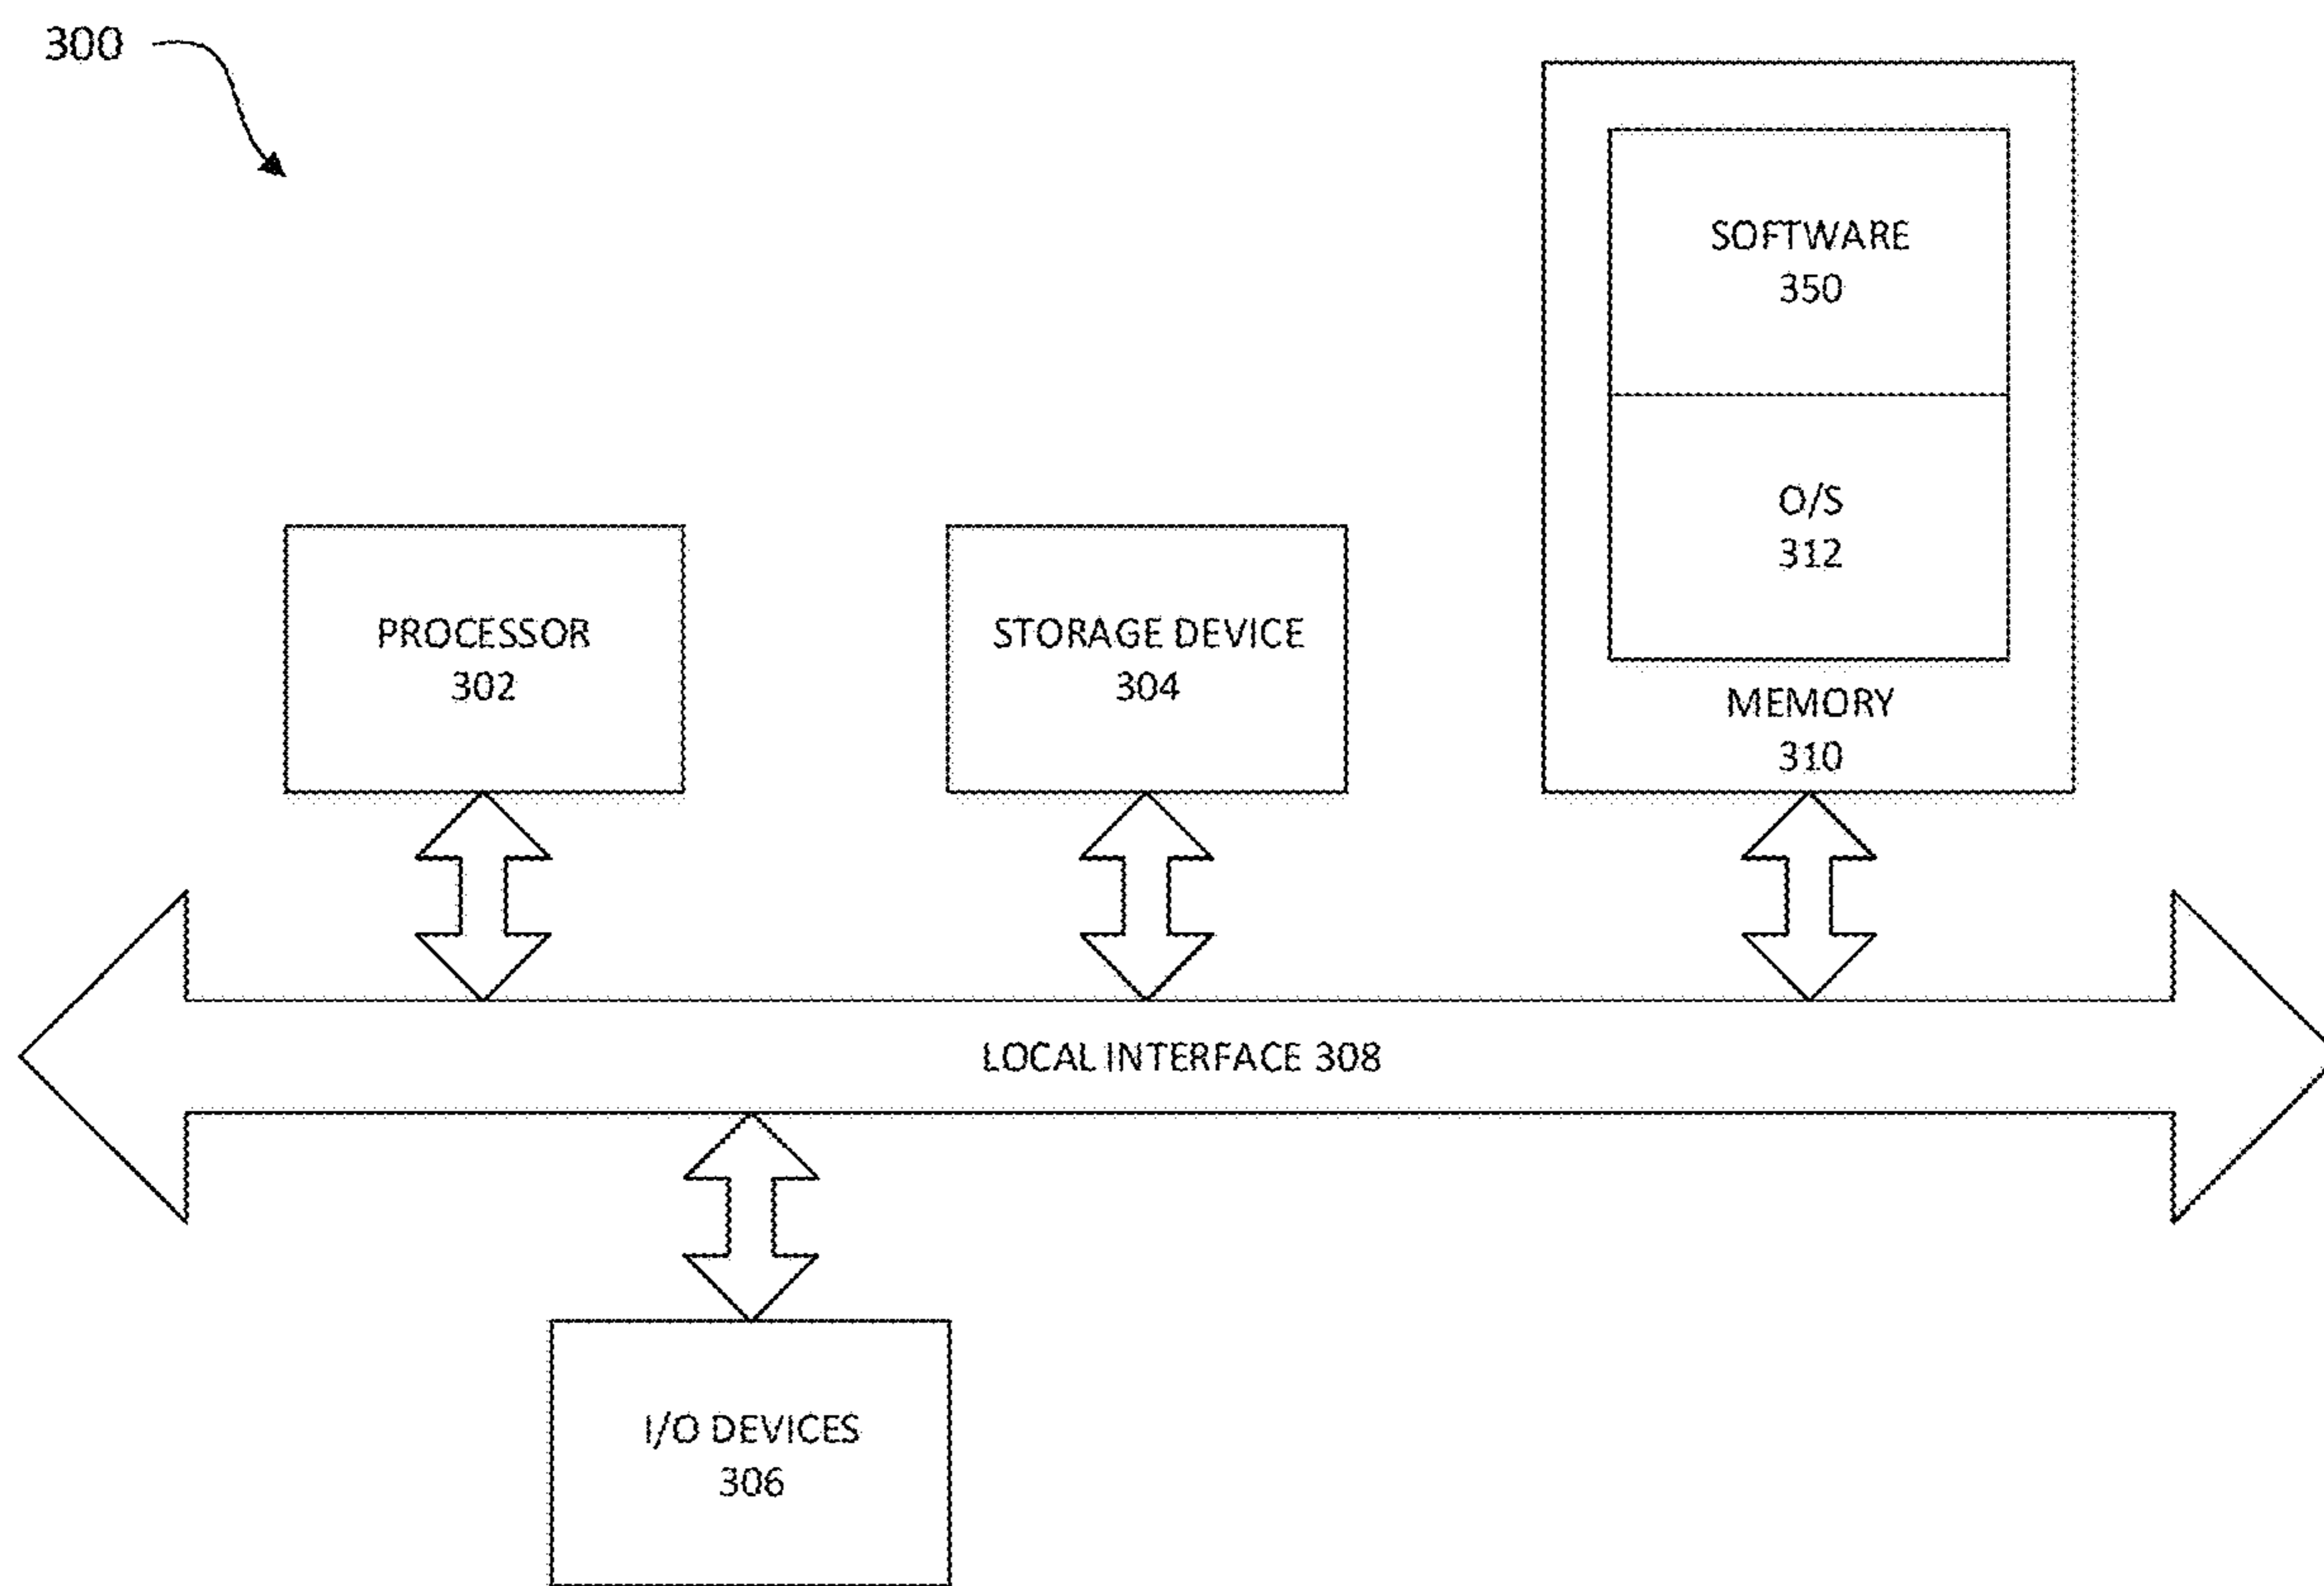 300
SOFTWARE
350
O/S
312
PROCESSOR
302
STORAGE DEVICE
304
MEMORY
310
LOCAL INTERFACE 308
I/O DEVICES
306